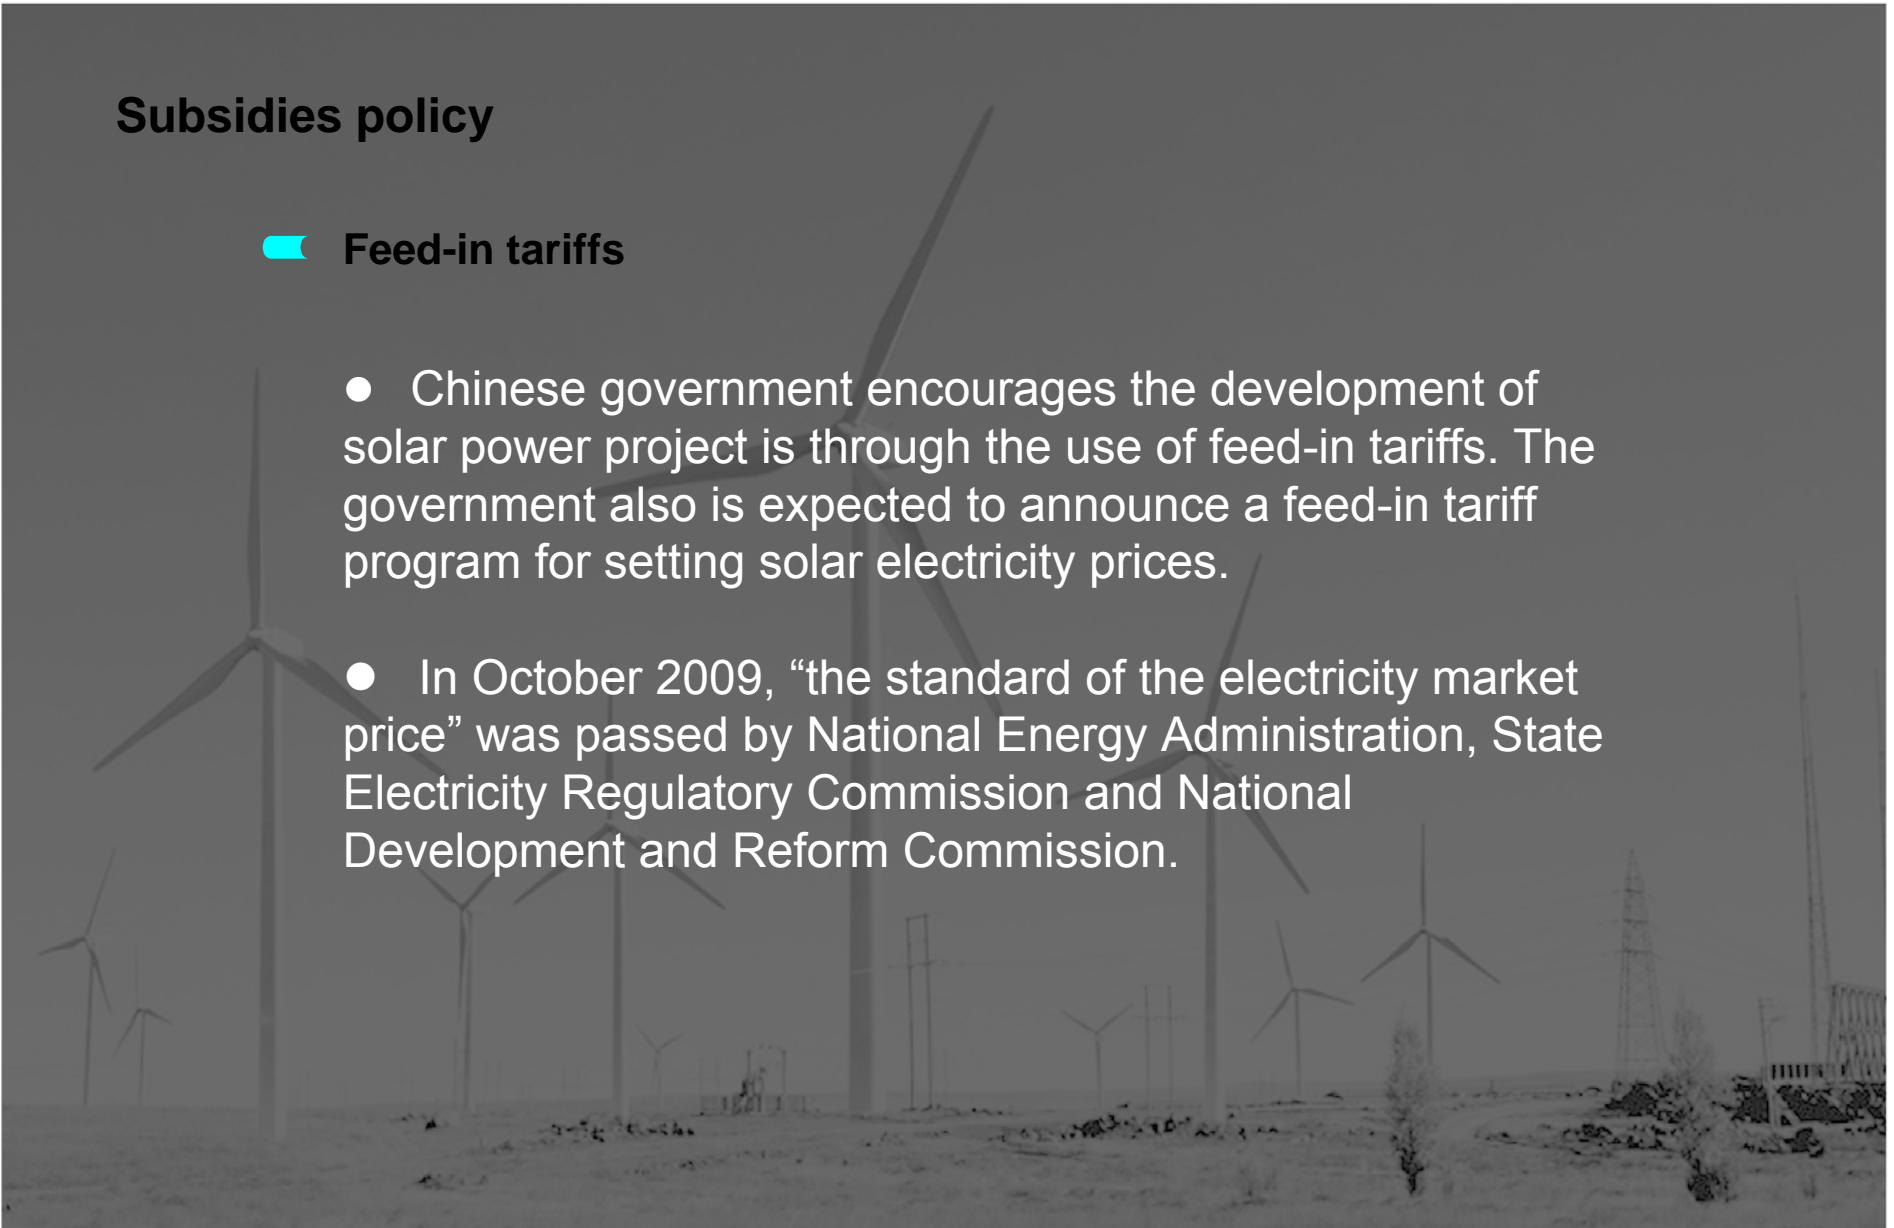 Subsidies policy
Feed-in tariffs
● Chinese government encourages the development of
solar power project is through the use of feed-in tariffs. The
government also is expected to announce a feed-in tariff
program for setting solar electricity prices.
● In October 2009, “the standard of the electricity market
price” was passed by National Energy Administration, State
Electricity Regulatory Commission and National
Development and Reform Commission.